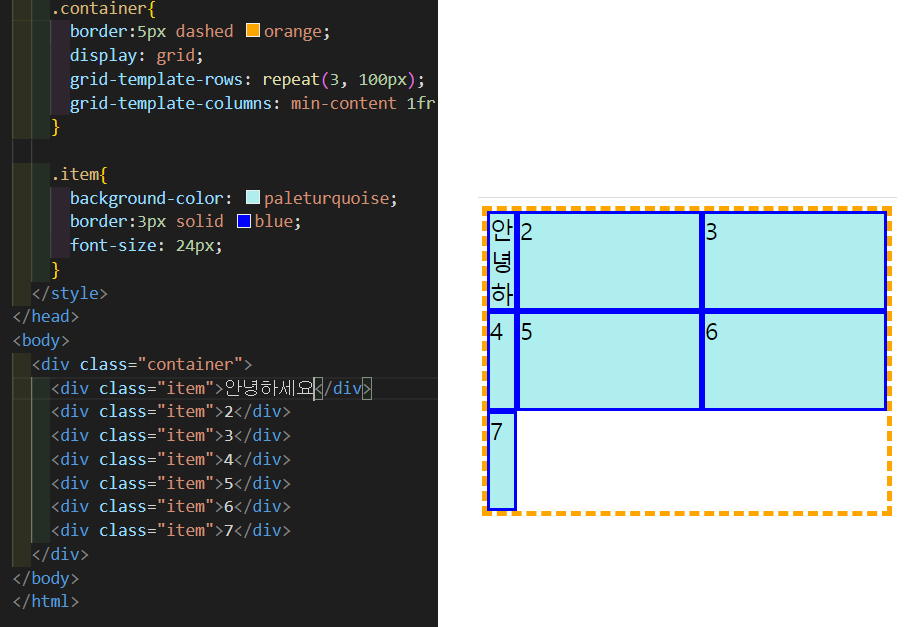 .container{
border:5px dashed orange;
display: grid;
grid-template-rows: repeat(3, 100px);
grid-template-columns: min-content 1fr
}
.item{
background-color: paleturquoise;
border:3px solid blue;
font-size: 24px;
}
</style>
</head>
<body>
<div class="container">
<div class="item">안녕하세요</div>
<div class="item">2</div>
<div class="item">3</div>
<div class="item">4</div>
<div class="item">5</div>
<div class="item">6</div>
<div class="item">7</div>
</div>
</body>
</html>
안
녕
하
2
3
4
5
6
7